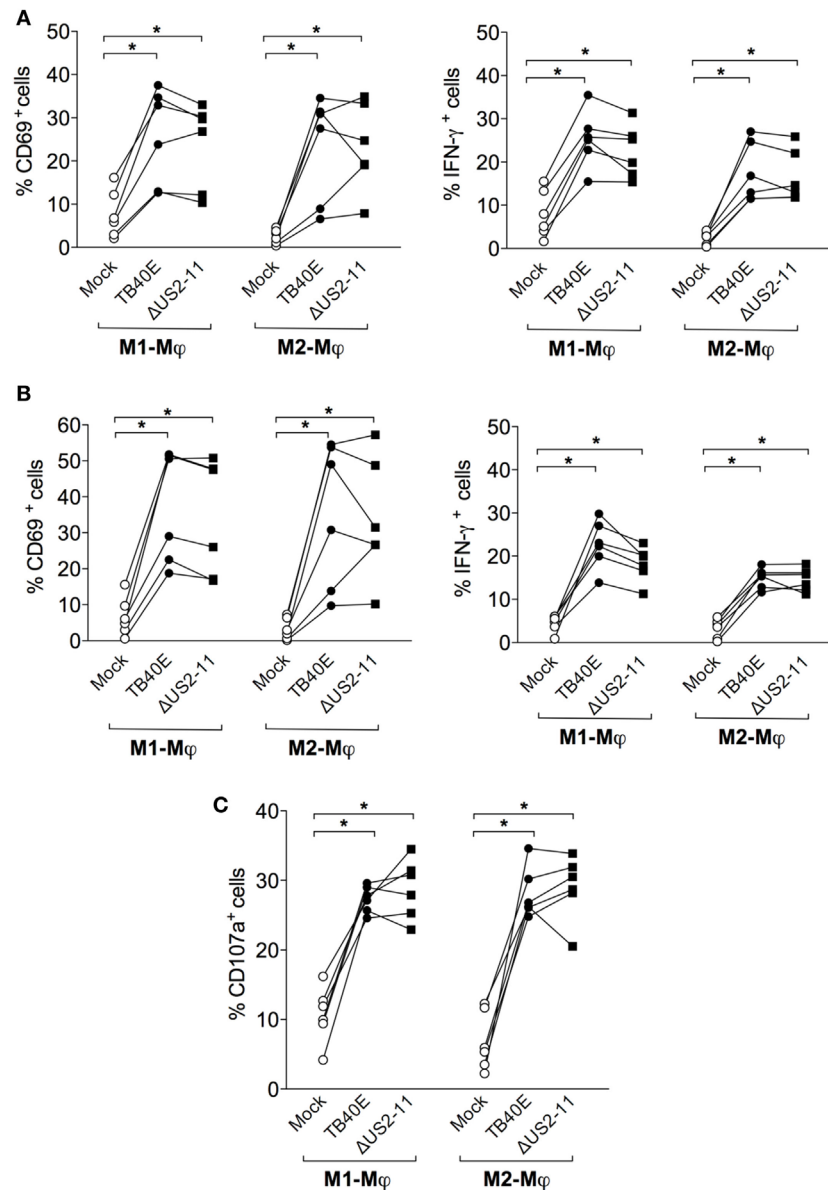 A
% CD69+ cells
50
40
30
20
10
0
* * * *
Mock TB40E ΔUS2-11 Mock TB40E ΔUS2-11
M1-Mφ M2-Mφ
% IFN-γ+ cells
50
40
30
20
10
0
* * * *
Mock TB40E ΔUS2-11 Mock TB40E ΔUS2-11
M1-Mφ M2-Mφ
B
% CD69+ cells
60
50
40
30
20
10
0
* * * *
Mock TB40E ΔUS2-11 Mock TB40E ΔUS2-11
M1-Mφ M2-Mφ
% IFN-γ+ cells
50
40
30
20
10
0
* * * *
Mock TB40E ΔUS2-11 Mock TB40E ΔUS2-11
M1-Mφ M2-Mφ
C
% CD107a+ cells
40
30
20
10
0
* * * *
Mock TB40E ΔUS2-11 Mock TB40E ΔUS2-11
M1-Mφ M2-Mφ